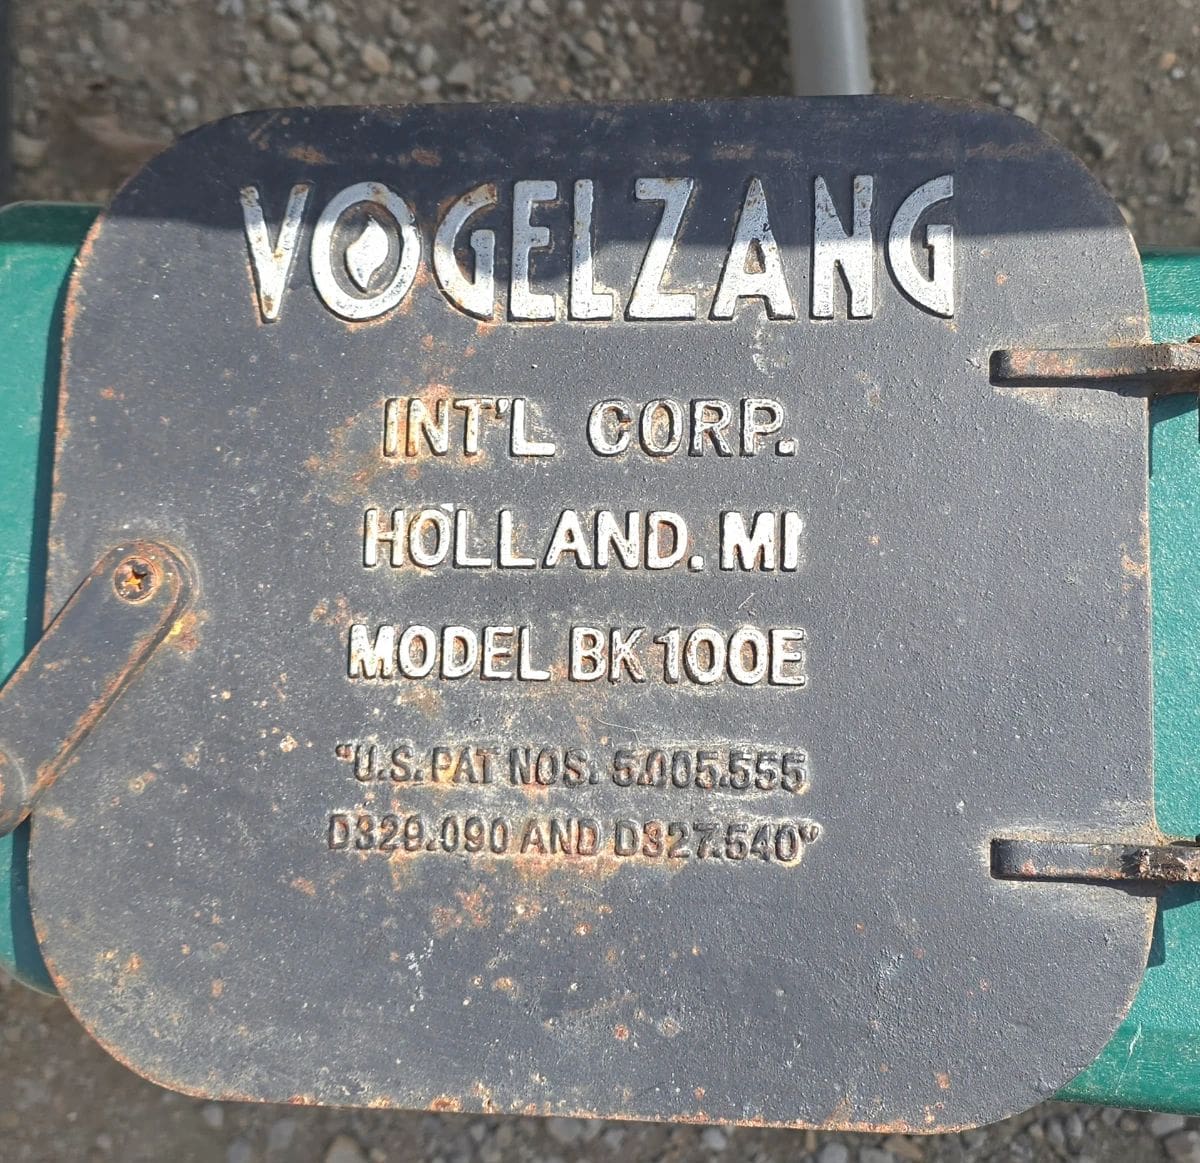 VOGELZANG
INT'L CORP.
HOLLAND. MI
MODEL BK100E
"U.S. PAT NOS. 5.005.555
D329.090 AND D327.540"